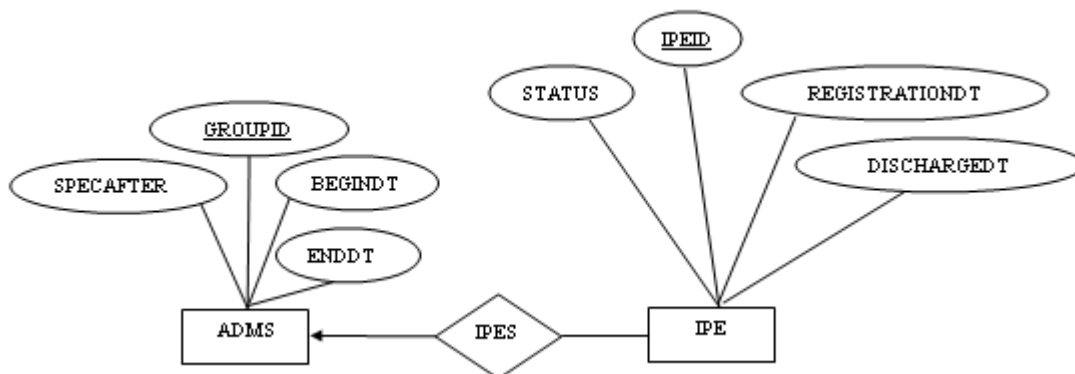 IPEID
STATUS
REGISTRATIONDT
GROUPID
DISCHARGEDT
SPECAFTER
BEGINDT
ENDDT
ADMS
IPES
IPE